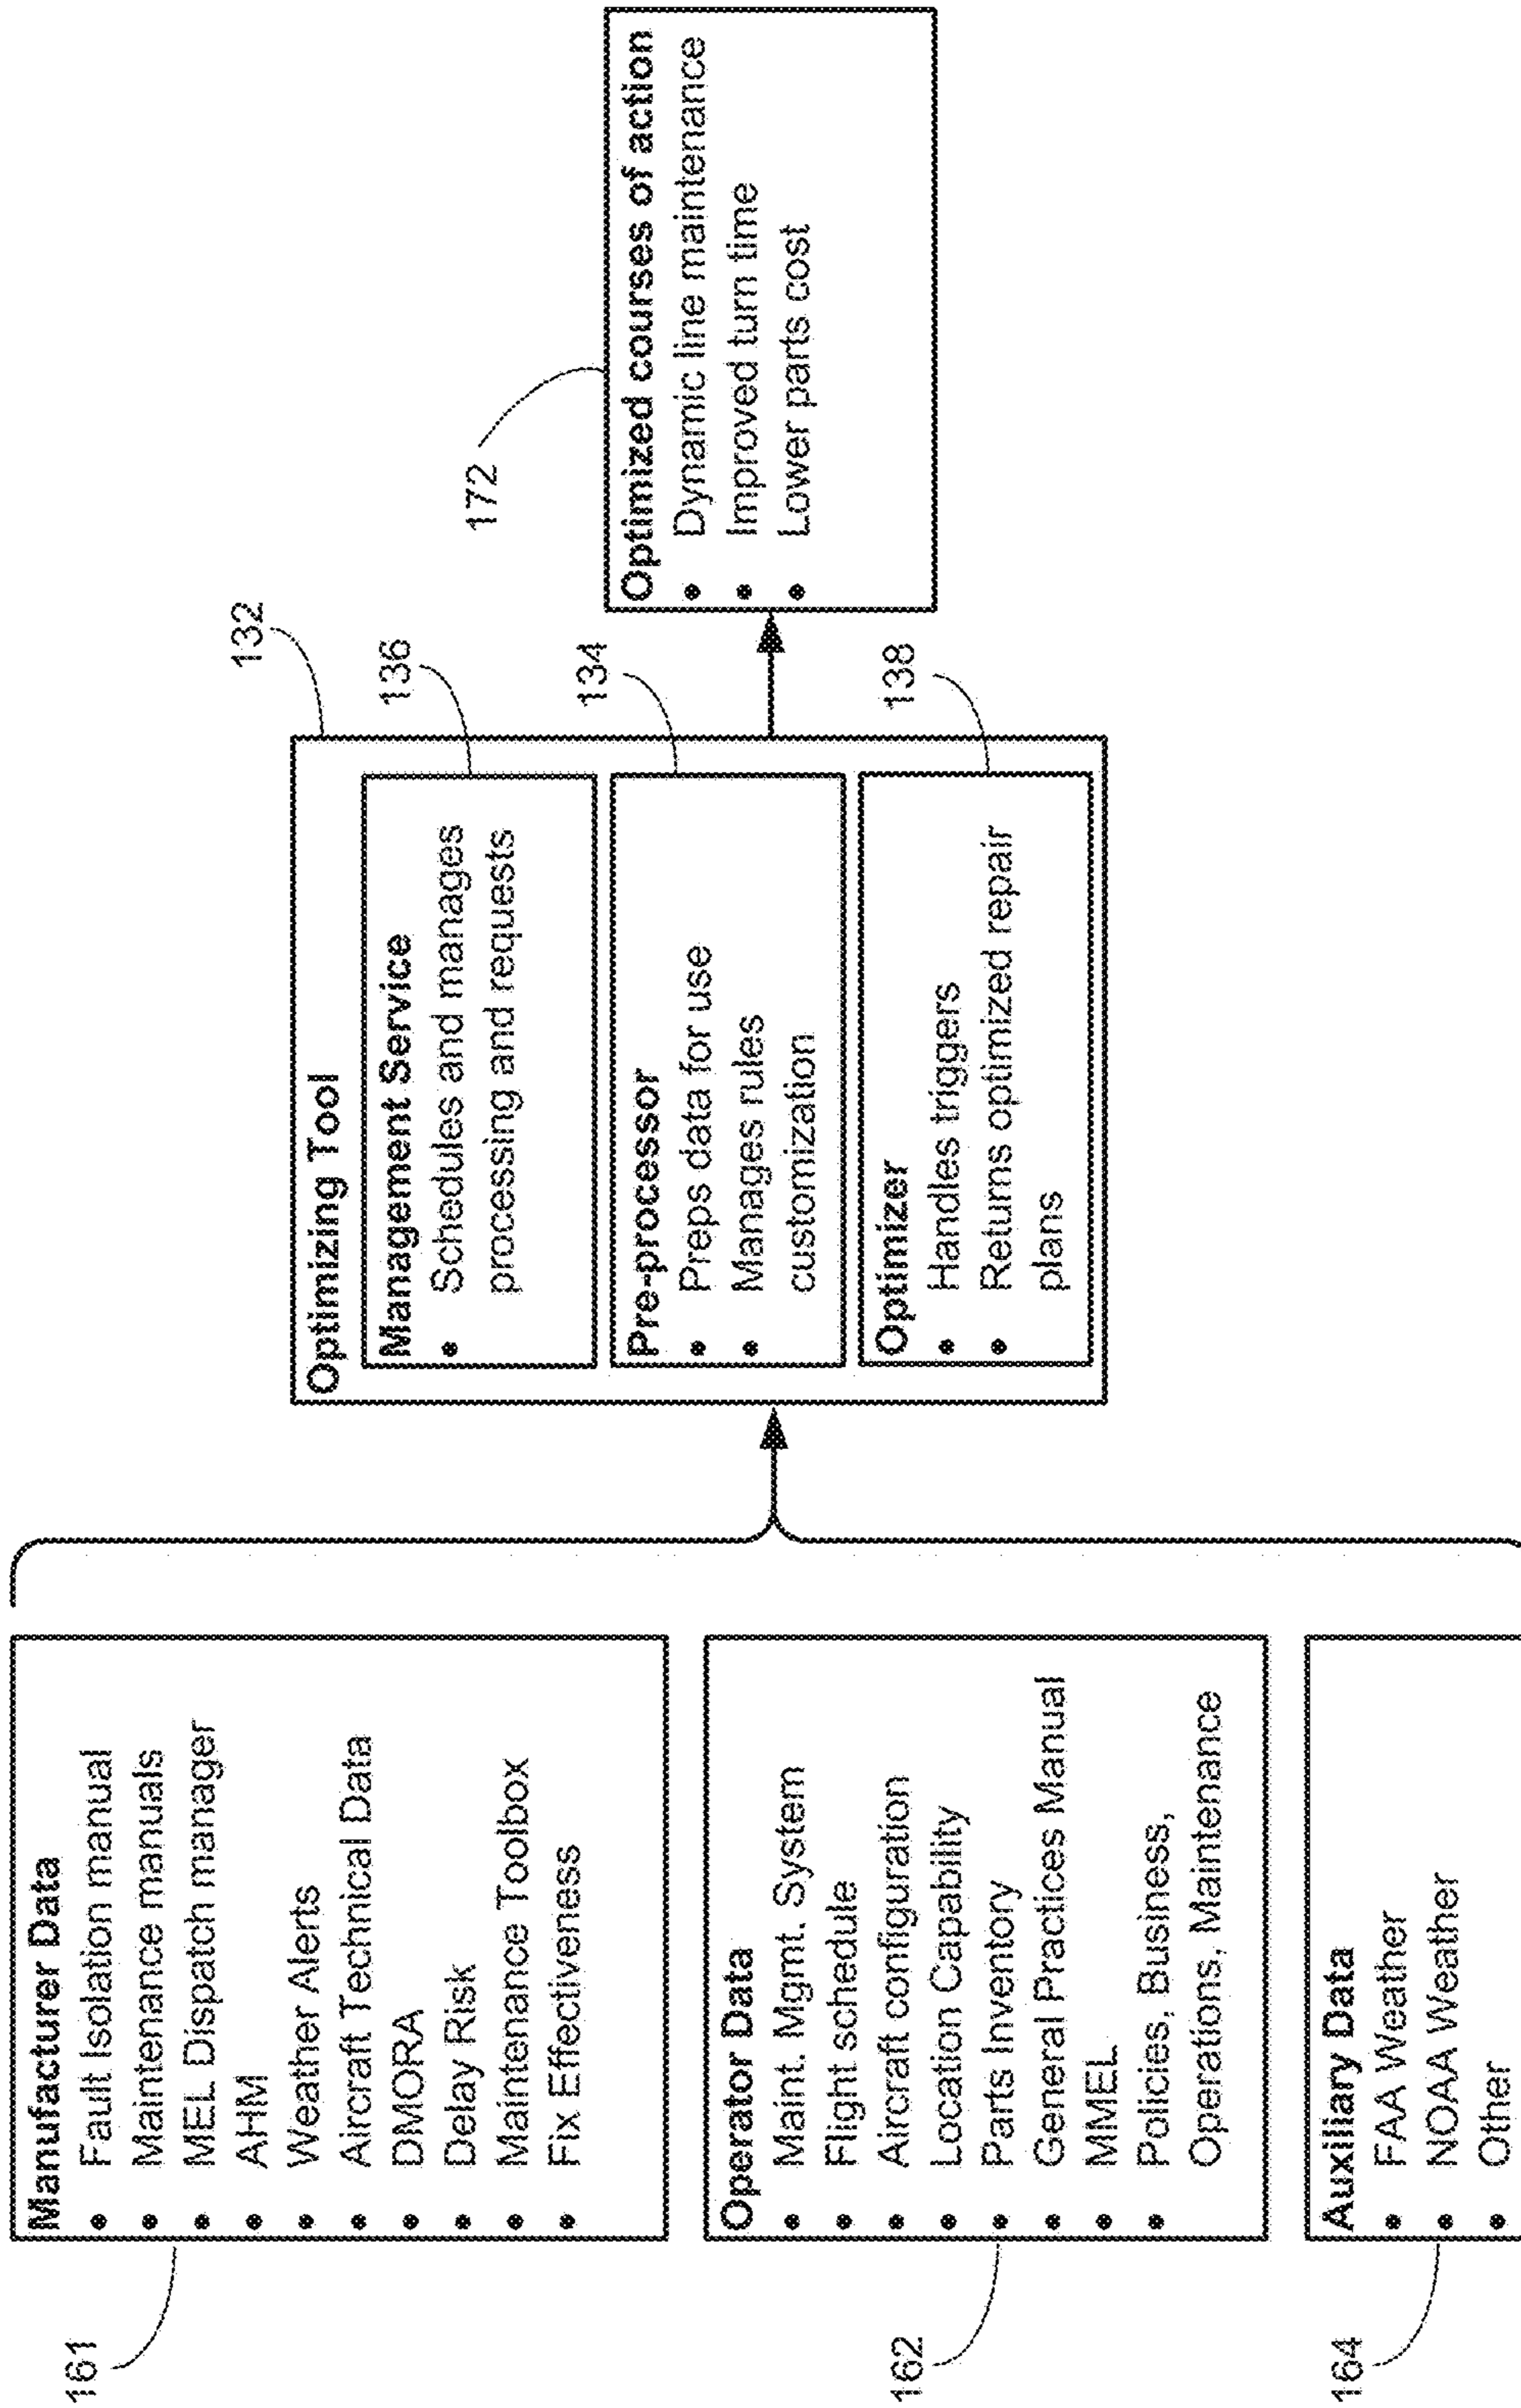 161
Manufacturer Data
• Fault Isolation manual
• Maintenance manuals
• MEL Dispatch manager
• AHM
• Weather Alerts
• Aircraft Technical Data
• DMORA
• Delay Risk
• Maintenance Toolbox
• Fix Effectiveness
162
Operator Data
• Maint. Mgmt. System
• Flight schedule
• Aircraft configuration
• Location Capability
• Parts Inventory
• General Practices Manual
• MMEL
• Policies, Business,
Operations, Maintenance
164
Auxiliary Data
• FAA Weather
• NOAA Weather
• Other
132
Optimizing Tool
136
Management Service
• Schedules and manages
processing and requests
134
Pre-processor
• Preps data for use
• Manages rules
customization
138
Optimizer
• Handles triggers
• Returns optimized repair
plans
172
Optimized courses of action
• Dynamic line maintenance
• Improved turn time
• Lower parts cost